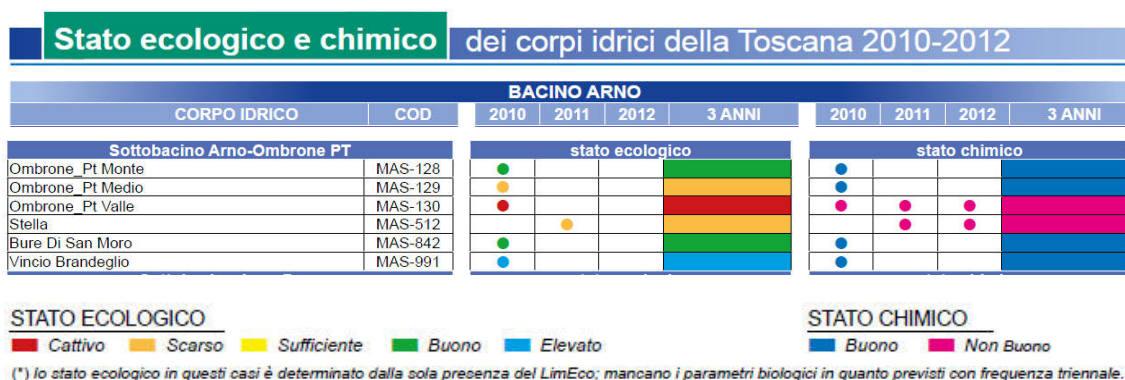 Stato ecologico e chimico dei corpi idrici della Toscana 2010-2012
BACINO ARNO
CORPO IDRICO COD 2010 2011 2012 3 ANNI 2010 2011 2012 3 ANNI
Sottobacino Arno-Ombrone PT stato ecologico stato chimico
Ombrone_Pt Monte MAS-128
Ombrone_Pt Medio MAS-129
Ombrone_Pt Valle MAS-130
Stella MAS-512
Bure Di San Moro MAS-842
Vincio Brandeglio MAS-991
STATO ECOLOGICO STATO CHIMICO
Cattivo Scarso Sufficiente Buono Elevato Buono Non Buono
(*) lo stato ecologico in questi casi è determinato dalla sola presenza del LimEco; mancano i parametri biologici in quanto previsti con frequenza triennale.